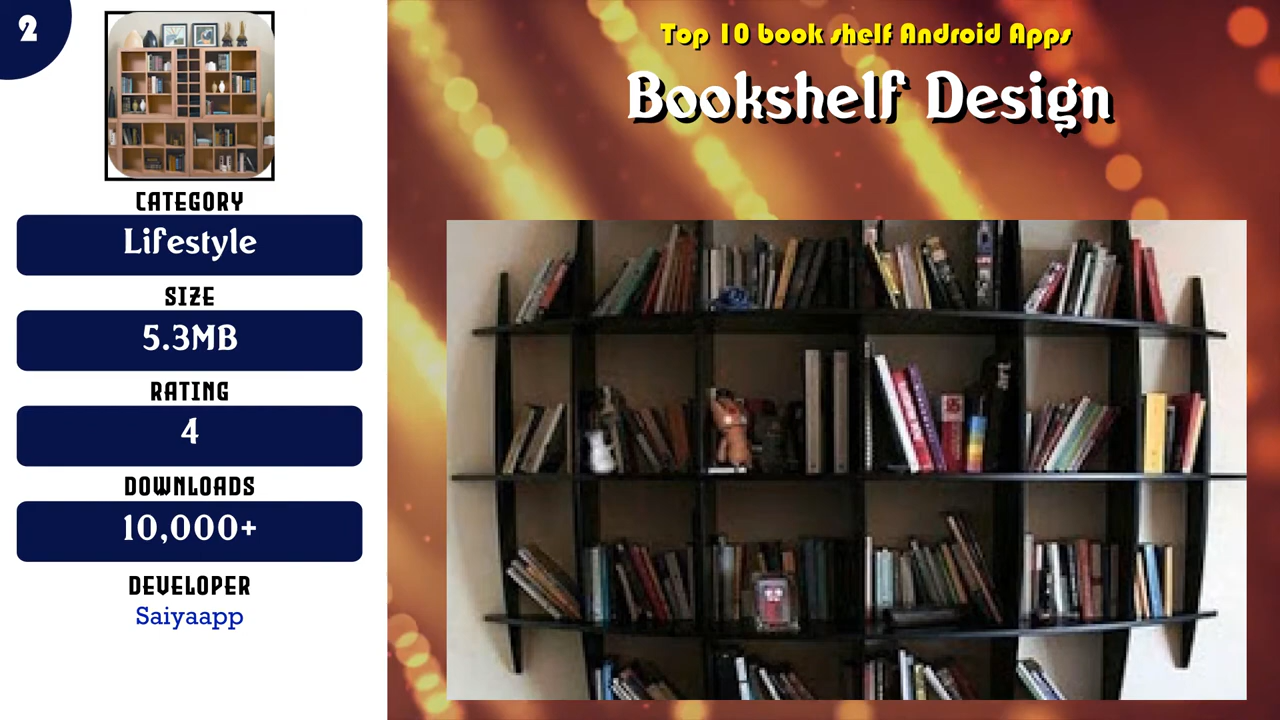 2
Top 10 book shelf Android Apps
Bookshelf Design
CATEGORY
Lifestyle
SIZE
5.3MB
RATING
4
DOWNLOADS
10,000+
DEVELOPER
Saiyaapp
art